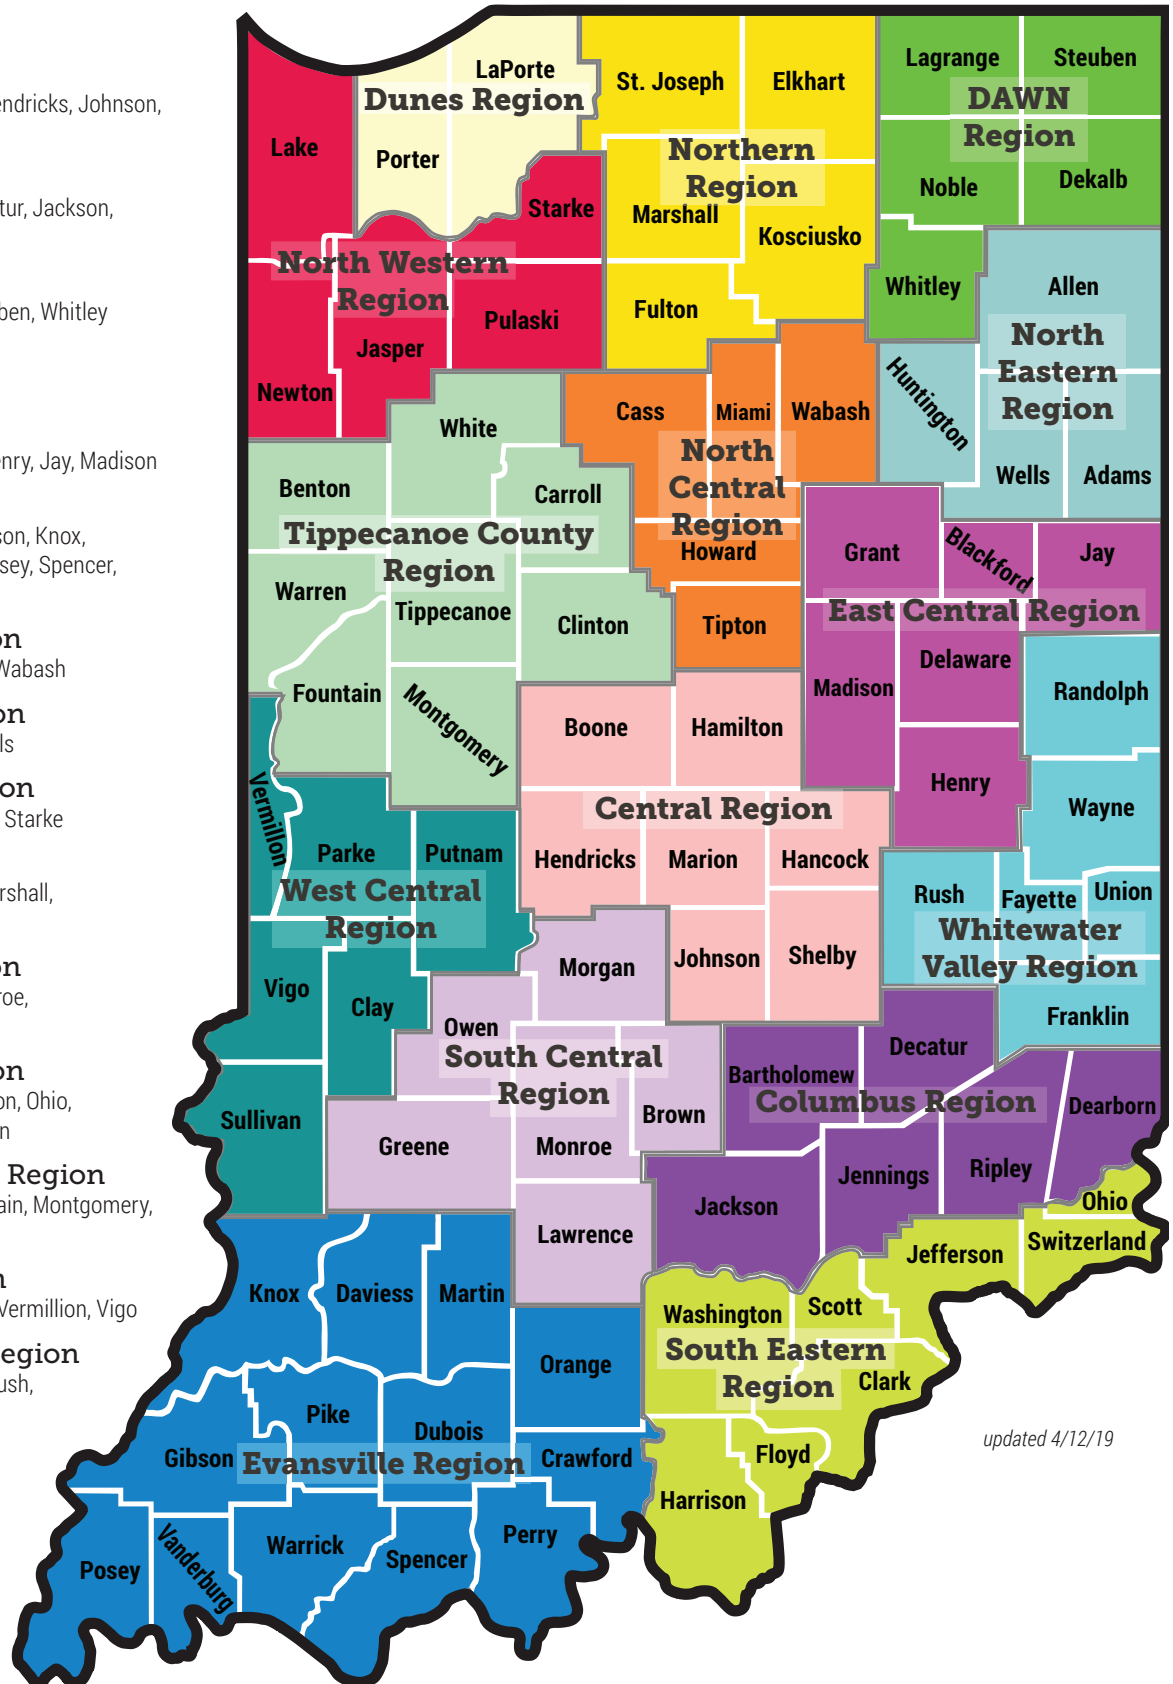 endricks, Johnson,
tur, Jackson,
ben, Whitley
enry, Jay, Madison
son, Knox,
sey, Spencer,
on
Wabash
on
ls
on
Starke
rshall,
on
roe,
on
on, Ohio,
n
Region
ain, Montgomery,
n
Vermillion, Vigo
egion
ush,
Lake
LaPorte
Dunes Region
Porter
Starke
North Western
Region
Pulaski
Jasper
Newton
St. Joseph
Elkhart
Northern
Region
Marshall
Kosciusko
Fulton
Lagrange
Steuben
DAWN
Region
Noble
Dekalb
Whitley
Allen
North
Eastern
Region
Huntington
Wells
Adams
White
Benton
Carroll
Tippecanoe County
Region
Warren
Tippecanoe
Clinton
Fountain
Montgomery
Cass
Miami
Wabash
North
Central
Region
Howard
Tipton
Grant
Blackford
Jay
East Central Region
Delaware
Madison
Henry
Randolph
Wayne
Rush
Fayette
Union
Whitewater
Valley Region
Franklin
Boone
Hamilton
Central Region
Hendricks
Marion
Hancock
Johnson
Shelby
Vermillon
Parke
Putnam
West Central
Region
Vigo
Clay
Sullivan
Morgan
Owen
South Central
Region
Brown
Greene
Monroe
Lawrence
Decatur
Bartholomew
Columbus Region
Dearborn
Jennings
Ripley
Jackson
Ohio
Switzerland
Jefferson
Washington
Scott
South Eastern
Region
Clark
Floyd
Harrison
Knox
Daviess
Martin
Orange
Pike
Dubois
Gibson
Evansville Region
Crawford
Perry
Warrick
Spencer
Posey
Vanderburg
updated 4/12/19